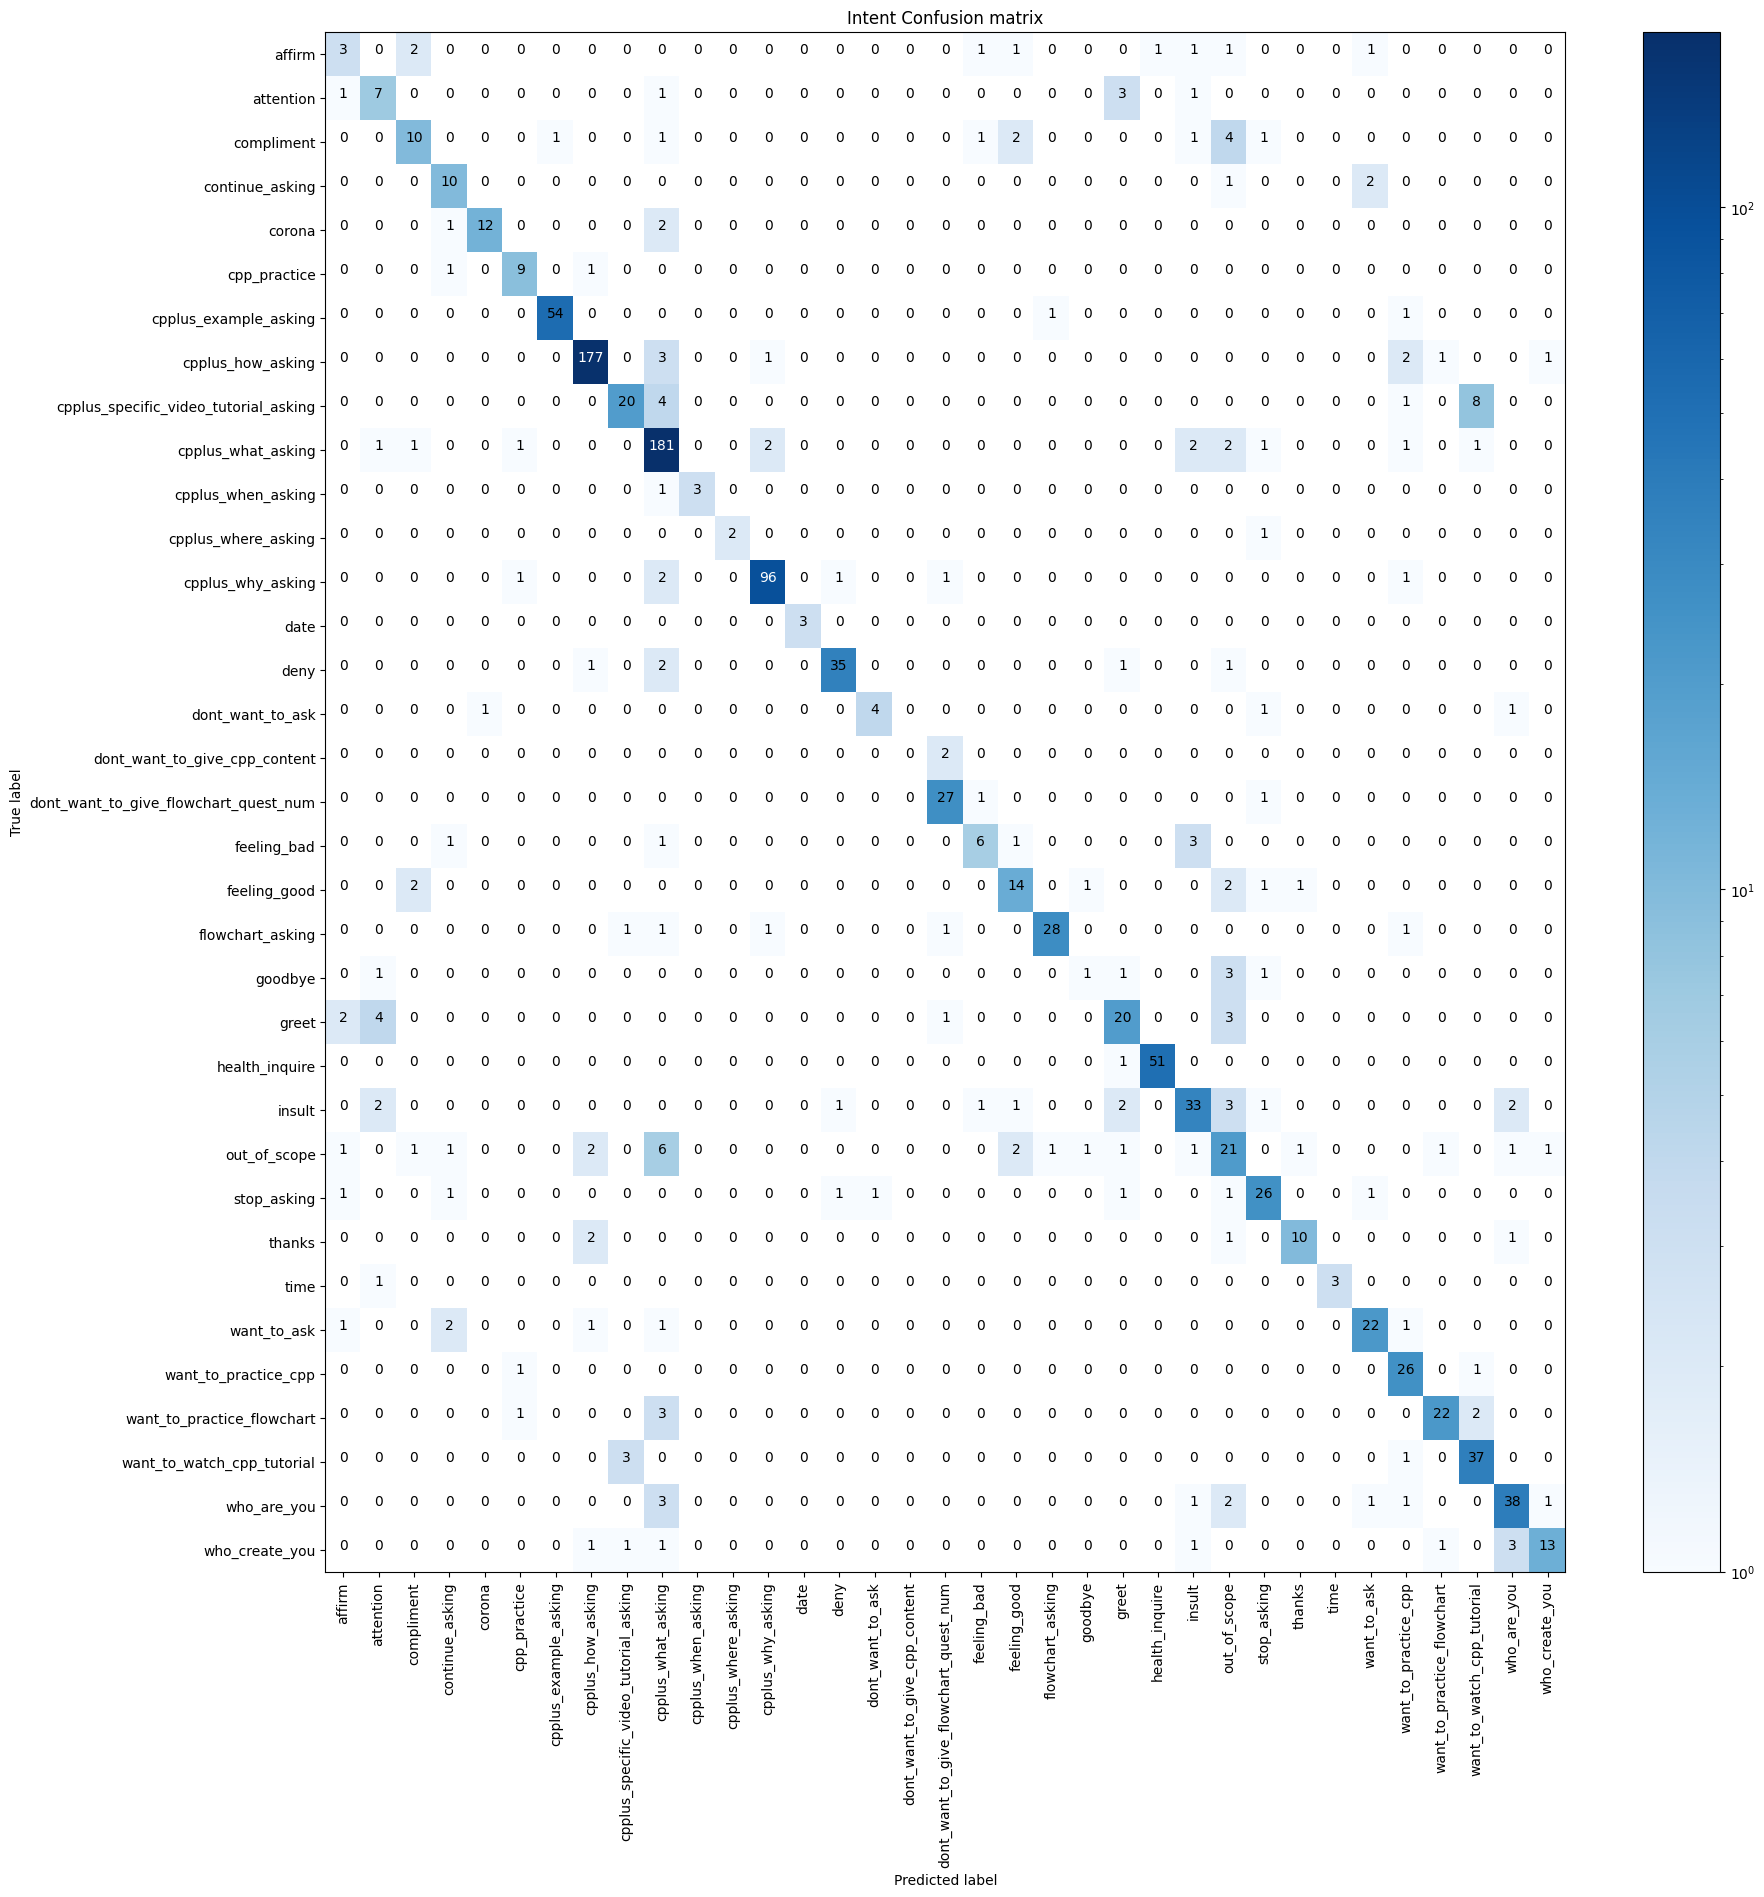 Intent Confusion matrix
affirm 3 0 2 0 0 0 0 0 0 0 0 0 0 0 0 0 0 0 1 1 0 0 0 1 1 1 0 0 0 1 0 0 0 0 0
attention 1 7 0 0 0 0 0 0 0 1 0 0 0 0 0 0 0 0 0 0 0 0 3 0 1 0 0 0 0 0 0 0 0 0 0
compliment 0 0 10 0 0 0 1 0 0 1 0 0 0 0 0 0 0 0 1 2 0 0 0 0 1 4 1 0 0 0 0 0 0 0 0
continue_asking 0 0 0 10 0 0 0 0 0 0 0 0 0 0 0 0 0 0 0 0 0 0 0 0 0 1 0 0 0 2 0 0 0 0 0
corona 0 0 0 1 12 0 0 0 0 2 0 0 0 0 0 0 0 0 0 0 0 0 0 0 0 0 0 0 0 0 0 0 0 0 0
cpp_practice 0 0 0 1 0 9 0 1 0 0 0 0 0 0 0 0 0 0 0 0 0 0 0 0 0 0 0 0 0 0 0 0 0 0 0
cpplus_example_asking 0 0 0 0 0 0 54 0 0 0 0 0 0 0 0 0 0 0 0 0 1 0 0 0 0 0 0 0 0 0 1 0 0 0 0
cpplus_how_asking 0 0 0 0 0 0 0 177 0 3 0 0 1 0 0 0 0 0 0 0 0 0 0 0 0 0 0 0 0 0 2 1 0 0 1
cpplus_specific_video_tutorial_asking 0 0 0 0 0 0 0 0 20 4 0 0 0 0 0 0 0 0 0 0 0 0 0 0 0 0 0 0 0 0 1 0 8 0 0
cpplus_what_asking 0 1 1 0 0 1 0 0 0 181 0 0 2 0 0 0 0 0 0 0 0 0 0 0 2 2 1 0 0 0 1 0 1 0 0
cpplus_when_asking 0 0 0 0 0 0 0 0 0 1 3 0 0 0 0 0 0 0 0 0 0 0 0 0 0 0 0 0 0 0 0 0 0 0 0
cpplus_where_asking 0 0 0 0 0 0 0 0 0 0 0 2 0 0 0 0 0 0 0 0 0 0 0 0 0 0 1 0 0 0 0 0 0 0 0
cpplus_why_asking 0 0 0 0 0 1 0 0 0 2 0 0 96 0 1 0 0 1 0 0 0 0 0 0 0 0 0 0 0 0 1 0 0 0 0
date 0 0 0 0 0 0 0 0 0 0 0 0 0 3 0 0 0 0 0 0 0 0 0 0 0 0 0 0 0 0 0 0 0 0 0
deny 0 0 0 0 0 0 0 1 0 2 0 0 0 0 35 0 0 0 0 0 0 0 1 0 0 1 0 0 0 0 0 0 0 0 0
dont_want_to_ask 0 0 0 0 1 0 0 0 0 0 0 0 0 0 0 4 0 0 0 0 0 0 0 0 0 0 1 0 0 0 0 0 0 1 0
dont_want_to_give_cpp_content 0 0 0 0 0 0 0 0 0 0 0 0 0 0 0 0 0 2 0 0 0 0 0 0 0 0 0 0 0 0 0 0 0 0 0
dont_want_to_give_flowchart_quest_num 0 0 0 0 0 0 0 0 0 0 0 0 0 0 0 0 0 27 1 0 0 0 0 0 0 0 1 0 0 0 0 0 0 0 0
feeling_bad 0 0 0 1 0 0 0 0 0 1 0 0 0 0 0 0 0 0 6 1 0 0 0 0 3 0 0 0 0 0 0 0 0 0 0
feeling_good 0 0 2 0 0 0 0 0 0 0 0 0 0 0 0 0 0 0 0 14 0 1 0 0 0 2 1 1 0 0 0 0 0 0 0
flowchart_asking 0 0 0 0 0 0 0 0 1 1 0 0 1 0 0 0 0 1 0 0 28 0 0 0 0 0 0 0 0 0 1 0 0 0 0
goodbye 0 1 0 0 0 0 0 0 0 0 0 0 0 0 0 0 0 0 0 0 0 1 1 0 0 3 1 0 0 0 0 0 0 0 0
greet 2 4 0 0 0 0 0 0 0 0 0 0 0 0 0 0 0 1 0 0 0 0 20 0 0 3 0 0 0 0 0 0 0 0 0
health_inquire 0 0 0 0 0 0 0 0 0 0 0 0 0 0 0 0 0 0 0 0 0 0 1 51 0 0 0 0 0 0 0 0 0 0 0
insult 0 2 0 0 0 0 0 0 0 0 0 0 0 0 1 0 0 0 1 1 0 0 2 0 33 3 1 0 0 0 0 0 0 2 0
out_of_scope 1 0 1 1 0 0 0 2 0 6 0 0 0 0 0 0 0 0 0 2 1 1 1 0 1 21 0 1 0 0 0 1 0 1 1
stop_asking 1 0 0 1 0 0 0 0 0 0 0 0 0 0 1 1 0 0 0 0 0 0 1 0 0 1 26 0 0 1 0 0 0 0 0
thanks 0 0 0 0 0 0 0 2 0 0 0 0 0 0 0 0 0 0 0 0 0 0 0 0 0 1 0 10 0 0 0 0 0 1 0
time 0 1 0 0 0 0 0 0 0 0 0 0 0 0 0 0 0 0 0 0 0 0 0 0 0 0 0 0 3 0 0 0 0 0 0
want_to_ask 1 0 0 2 0 0 0 1 0 1 0 0 0 0 0 0 0 0 0 0 0 0 0 0 0 0 0 0 0 22 1 0 0 0 0
want_to_practice_cpp 0 0 0 0 0 1 0 0 0 0 0 0 0 0 0 0 0 0 0 0 0 0 0 0 0 0 0 0 0 0 26 0 1 0 0
want_to_practice_flowchart 0 0 0 0 0 1 0 0 0 3 0 0 0 0 0 0 0 0 0 0 0 0 0 0 0 0 0 0 0 0 0 22 2 0 0
want_to_watch_cpp_tutorial 0 0 0 0 0 0 0 0 3 0 0 0 0 0 0 0 0 0 0 0 0 0 0 0 0 0 0 0 0 0 1 0 37 0 0
who_are_you 0 0 0 0 0 0 0 0 0 3 0 0 0 0 0 0 0 0 0 0 0 0 0 0 1 2 0 0 0 1 1 0 0 38 1
who_create_you 0 0 0 0 0 0 0 1 1 1 0 0 0 0 0 0 0 0 0 0 0 0 0 0 1 0 0 0 0 0 0 1 0 3 13
True label
affirm
attention
compliment
continue_asking
corona
cpp_practice
cpplus_example_asking
cpplus_how_asking
cpplus_specific_video_tutorial_asking
cpplus_what_asking
cpplus_when_asking
cpplus_where_asking
cpplus_why_asking
date
deny
dont_want_to_ask
dont_want_to_give_cpp_content
dont_want_to_give_flowchart_quest_num
feeling_bad
feeling_good
flowchart_asking
goodbye
greet
health_inquire
insult
out_of_scope
stop_asking
thanks
time
want_to_ask
want_to_practice_cpp
want_to_practice_flowchart
want_to_watch_cpp_tutorial
who_are_you
who_create_you
Predicted label
10²
10¹
10⁰